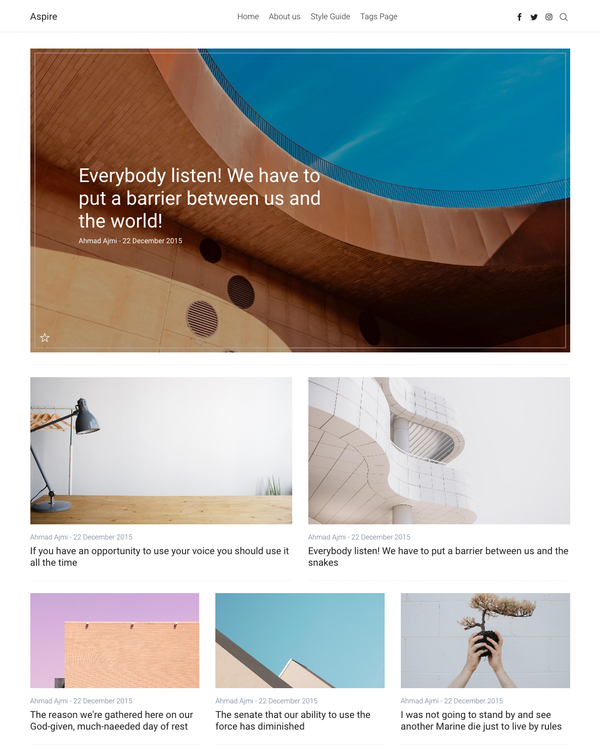 Aspire
Home About us Style Guide Tags Page
Everybody listen! We have to
put a barrier between us and
the world!
Ahmad Ajmi - 22 December 2015
Ahmad Ajmi - 22 December 2015
If you have an opportunity to use your voice you should use it
all the time
Ahmad Ajmi - 22 December 2015
Everybody listen! We have to put a barrier between us and the
snakes
Ahmad Ajmi - 22 December 2015
The reason we're gathered here on our
God-given, much-naeeded day of rest
Ahmad Ajmi - 22 December 2015
The senate that our ability to use the
force has diminished
Ahmad Ajmi - 22 December 2015
I was not going to stand by and see
another Marine die just to live by rules